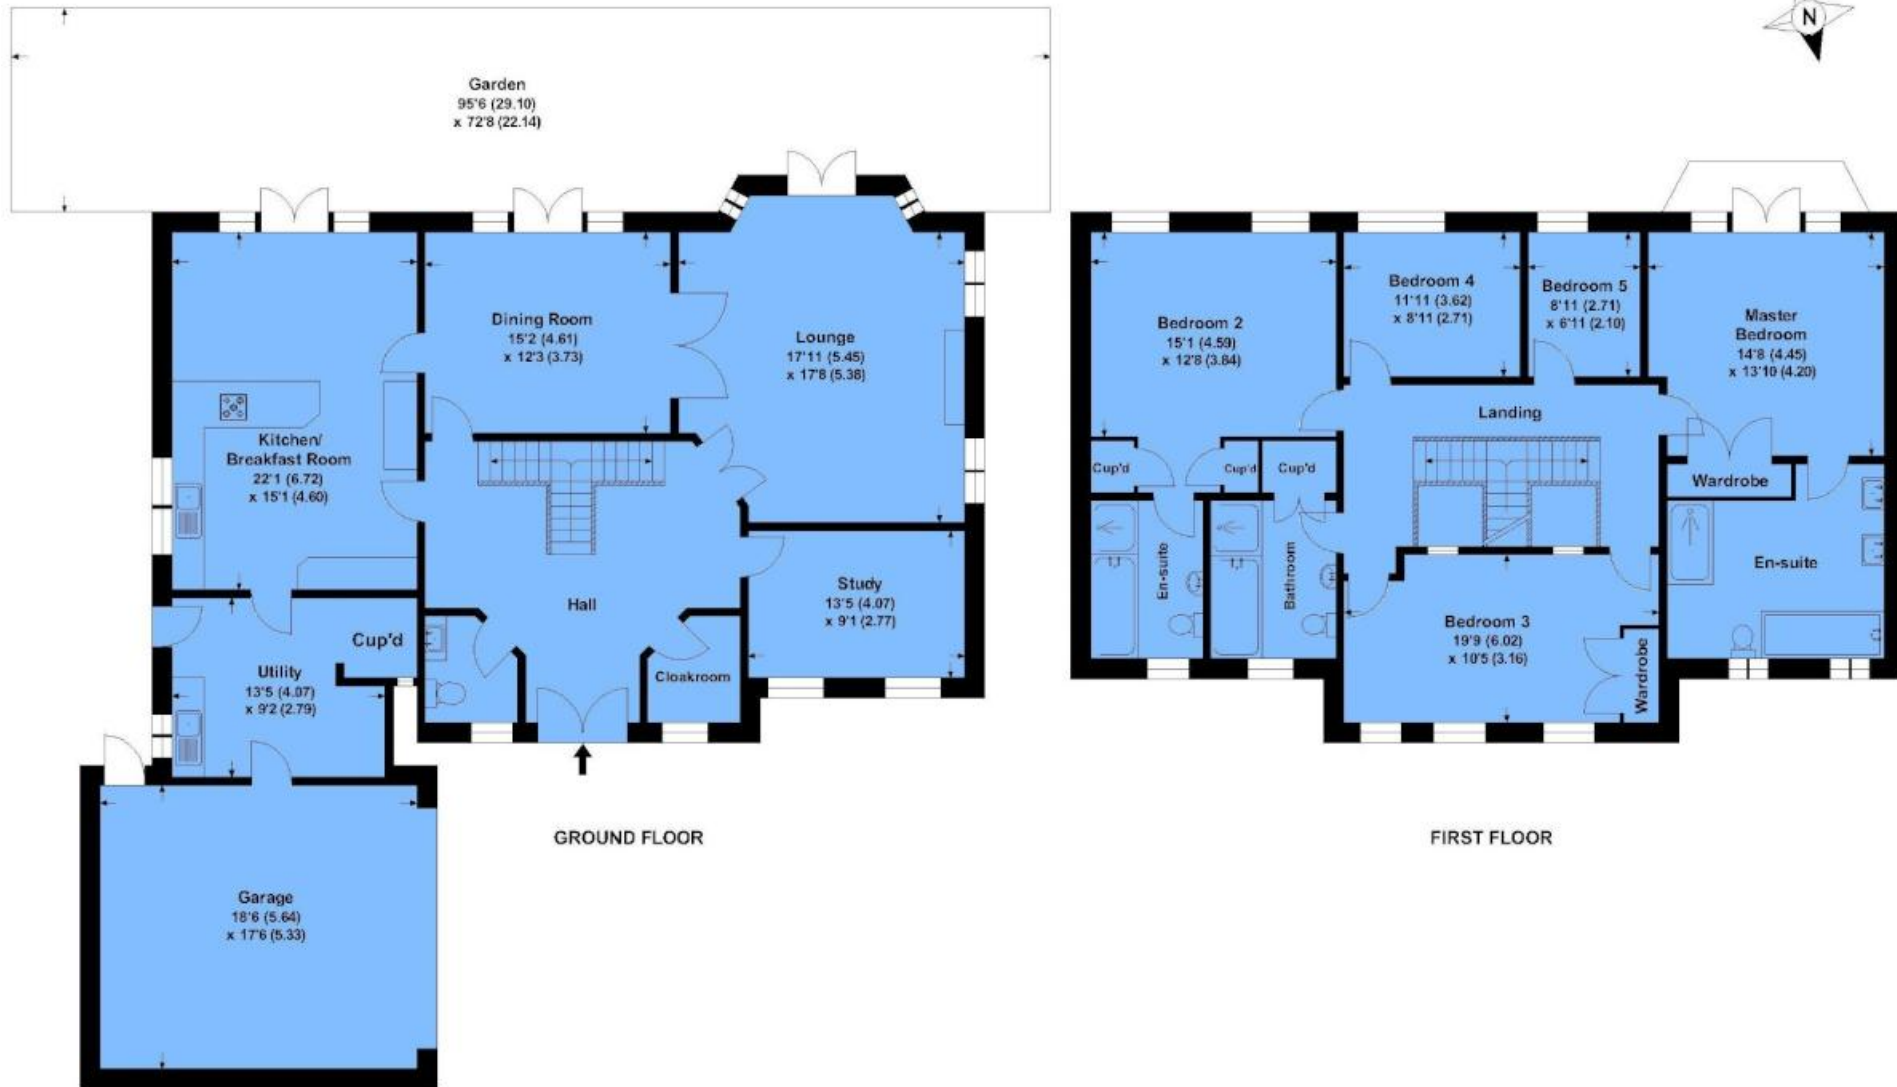 N
Garden
95'6 (29.10)
x 72'8 (22.14)
Dining Room
15'2 (4.61)
x 12'3 (3.73)
Lounge
17'11 (5.45)
x 17'8 (5.38)
Kitchen/
Breakfast Room
22'1 (6.72)
x 15'1 (4.60)
Hall
Study
13'5 (4.07)
x 9'1 (2.77)
Cup'd
Utility
13'5 (4.07)
x 9'2 (2.79)
Cloakroom
Garage
18'6 (5.64)
x 17'6 (5.33)
GROUND FLOOR
Bedroom 2
15'1 (4.59)
x 12'8 (3.84)
Bedroom 4
11'11 (3.62)
x 8'11 (2.71)
Bedroom 5
8'11 (2.71)
x 6'11 (2.10)
Master
Bedroom
14'8 (4.45)
x 13'10 (4.20)
Landing
Cup'd
Cup'd
Cup'd
Wardrobe
En-suite
Bathroom
En-suite
Bedroom 3
19'9 (6.02)
x 10'5 (3.16)
Wardrobe
FIRST FLOOR